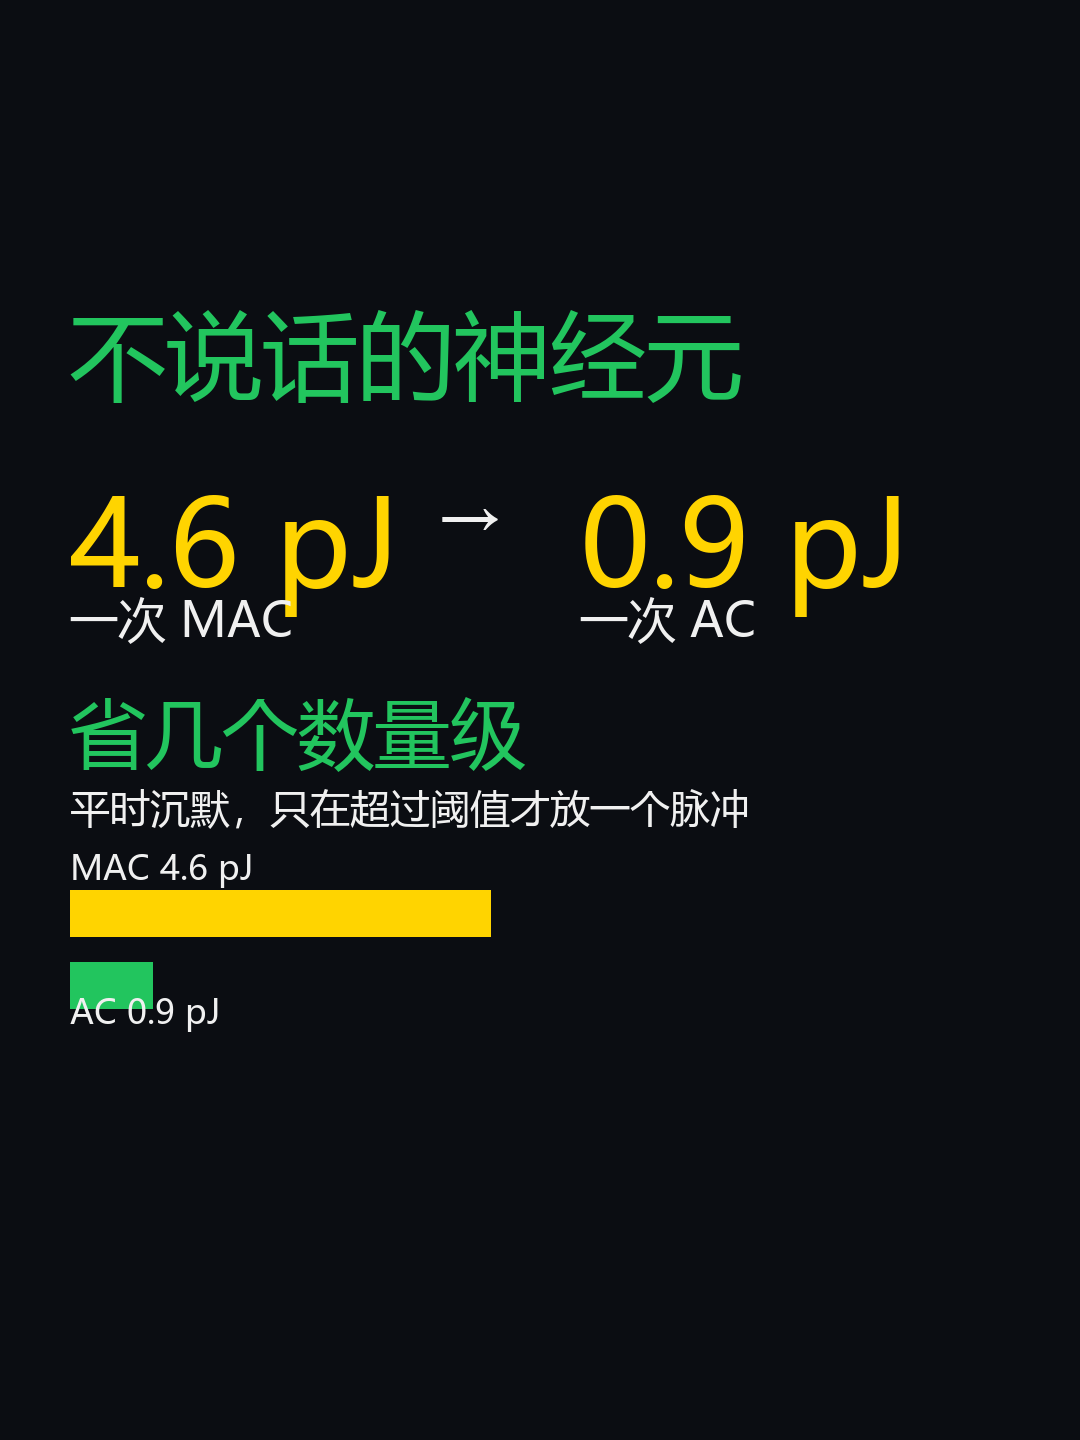 不说话的神经元
4.6 pJ → 0.9 pJ
一次 MAC 一次 AC
省几个数量级
平时沉默，只在超过阈值才放一个脉冲
MAC 4.6 pJ
AC 0.9 pJ